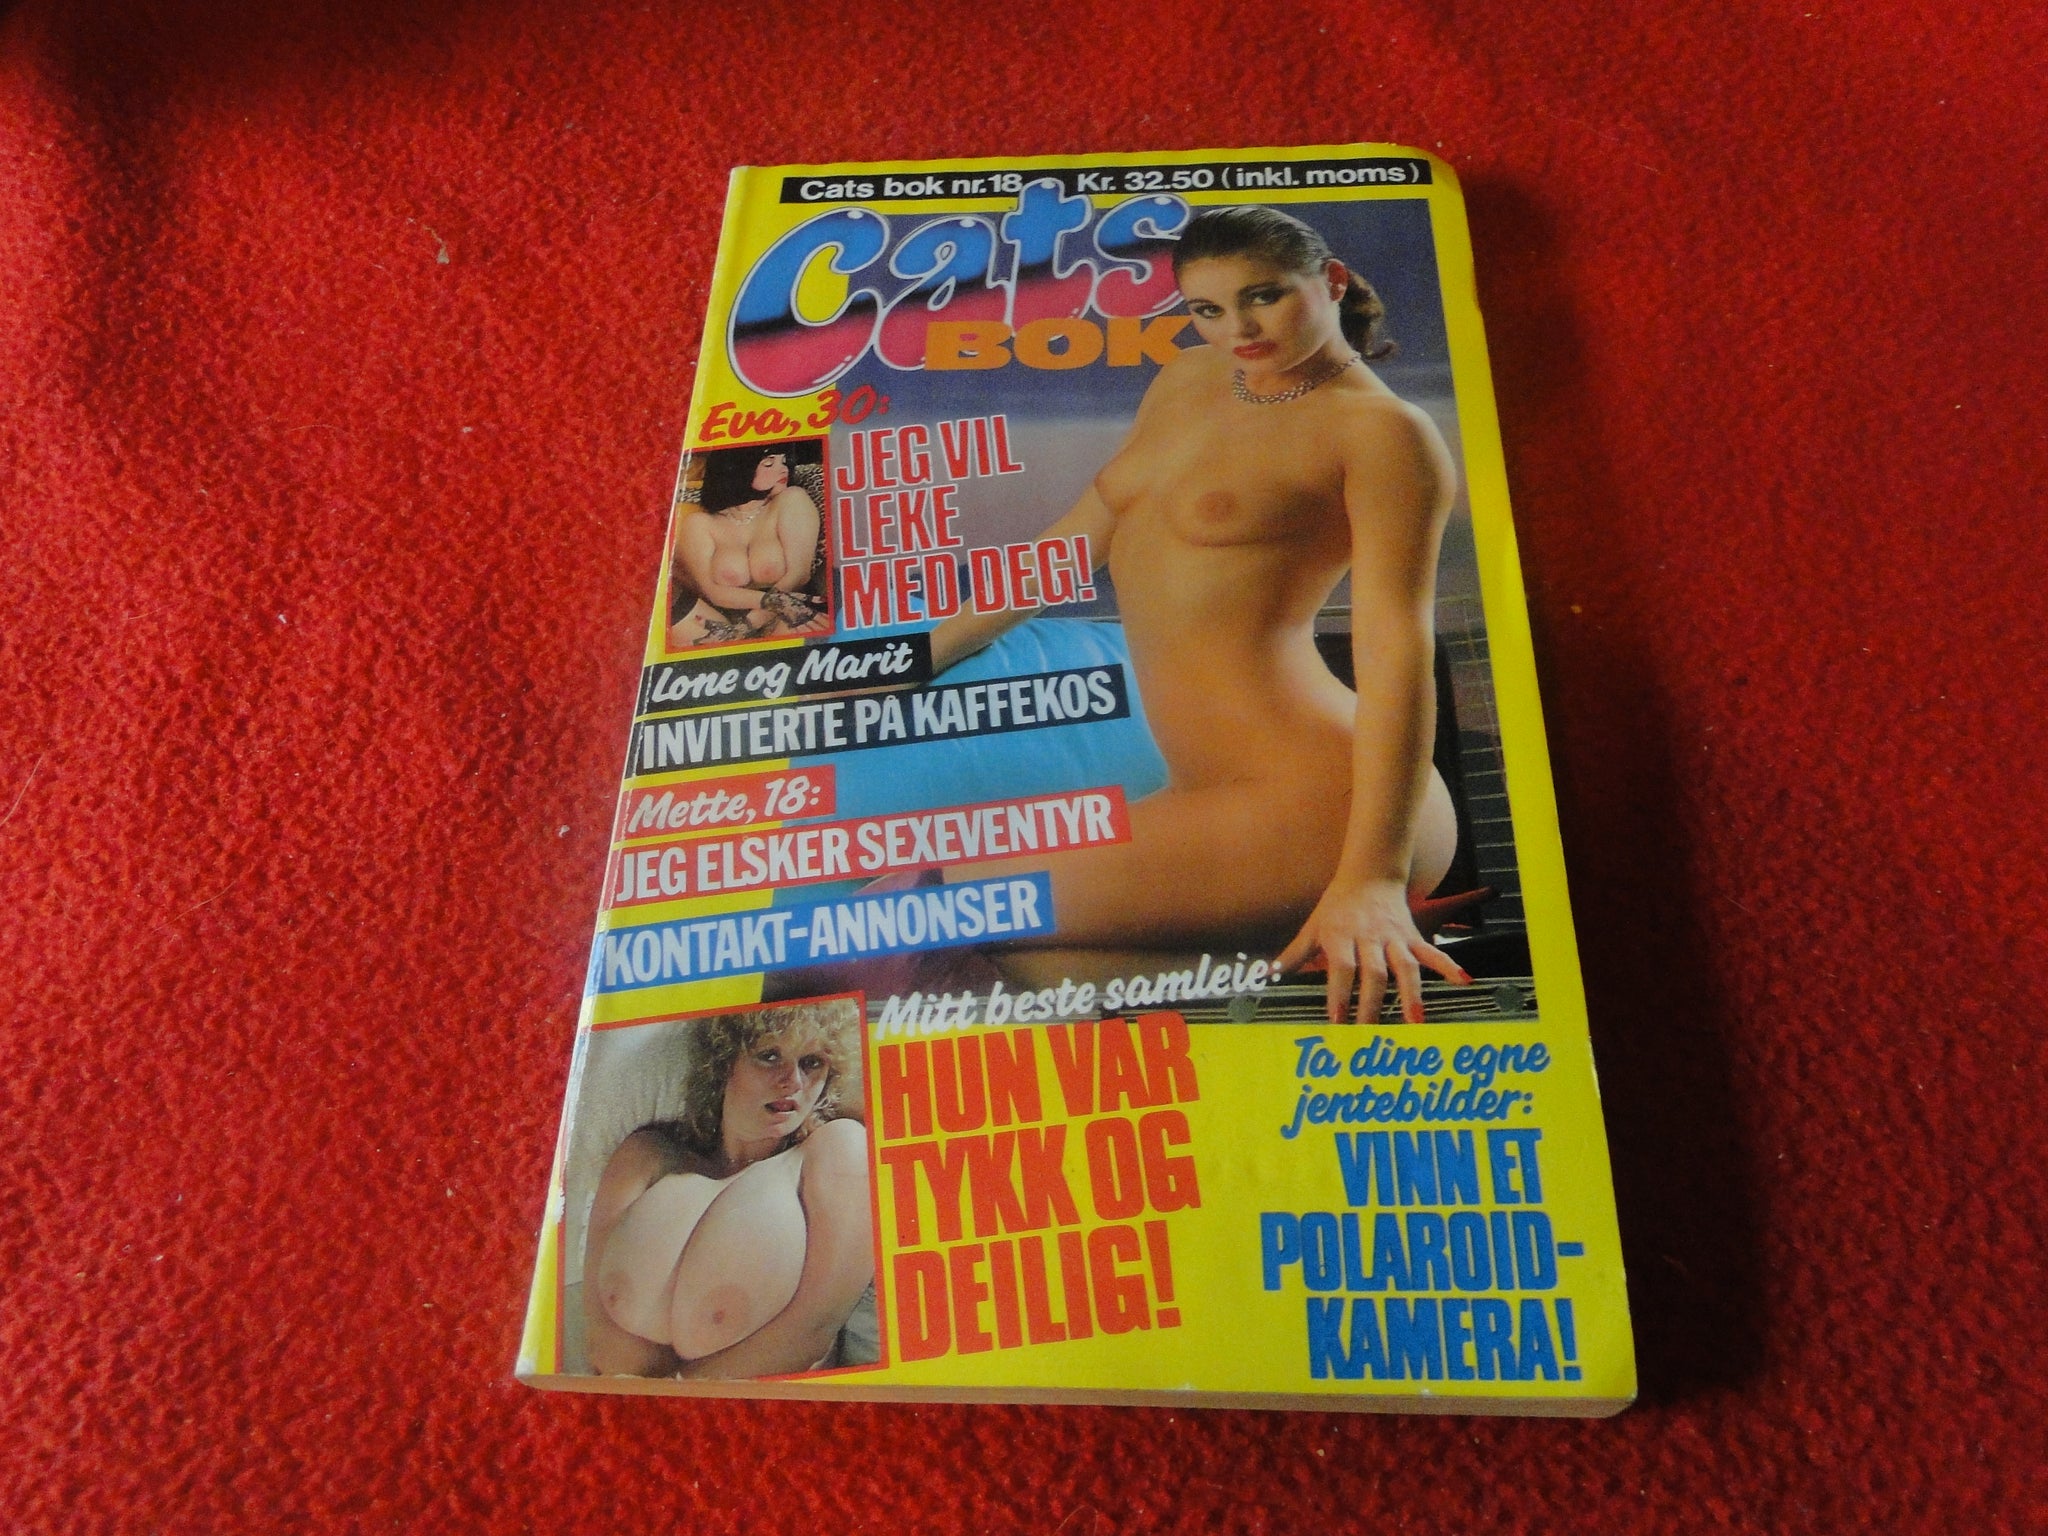 Cats bok nr.18 • Kr. 32.50 (inkl. moms)
Cats
BOK
Eva, 30:
JEG VIL
LEKE
MED DEG!
Lone og Marit
INVITERTE PÅ KAFFEKOS
Mette, 18:
JEG ELSKER SEXEVENTYR
KONTAKT-ANNONSER
Mitt beste samleie:
HUN VAR
TYKK OG
DEILIG!
Ta dine egne
jentebilder:
VINN ET
POLAROID-
KAMERA!